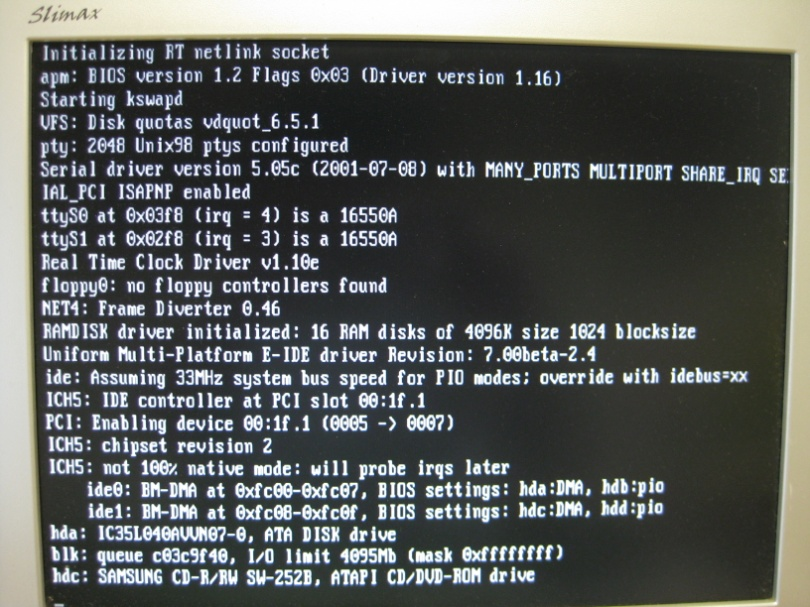 Slimax
Initializing RT netlink socket
apm: BIOS version 1.2 Flags 0x03 (Driver version 1.16)
Starting kswapd
VFS: Disk quotas vdquot_6.5.1
pty: 2048 Unix98 ptys configured
Serial driver version 5.05c (2001-07-08) with MANY_PORTS MULTIPORT SHARE_IRQ SE
IAL_PCI ISAPNP enabled
ttyS0 at 0x03f8 (irq = 4) is a 16550A
ttyS1 at 0x02f8 (irq = 3) is a 16550A
Real Time Clock Driver v1.10e
floppy0: no floppy controllers found
NET4: Frame Diverter 0.46
RAMDISK driver initialized: 16 RAM disks of 4096K size 1024 blocksize
Uniform Multi-Platform E-IDE driver Revision: 7.00beta-2.4
ide: Assuming 33MHz system bus speed for PIO modes; override with idebus=xx
ICH5: IDE controller at PCI slot 00:1f.1
PCI: Enabling device 00:1f.1 (0005 -> 0007)
ICH5: chipset revision 2
ICH5: not 100% native mode: will probe irqs later
ide0: BM-DMA at 0xfc00-0xfc07, BIOS settings: hda:DMA, hdb:pio
ide1: BM-DMA at 0xfc08-0xfc0f, BIOS settings: hdc:DMA, hdd:pio
hda: IC35L040AVVN07-0, ATA DISK drive
blk: queue c03c9f40, I/O limit 4095Mb (mask 0xffffffff)
hdc: SAMSUNG CD-R/RW SW-252B, ATAPI CD/DVD-ROM drive